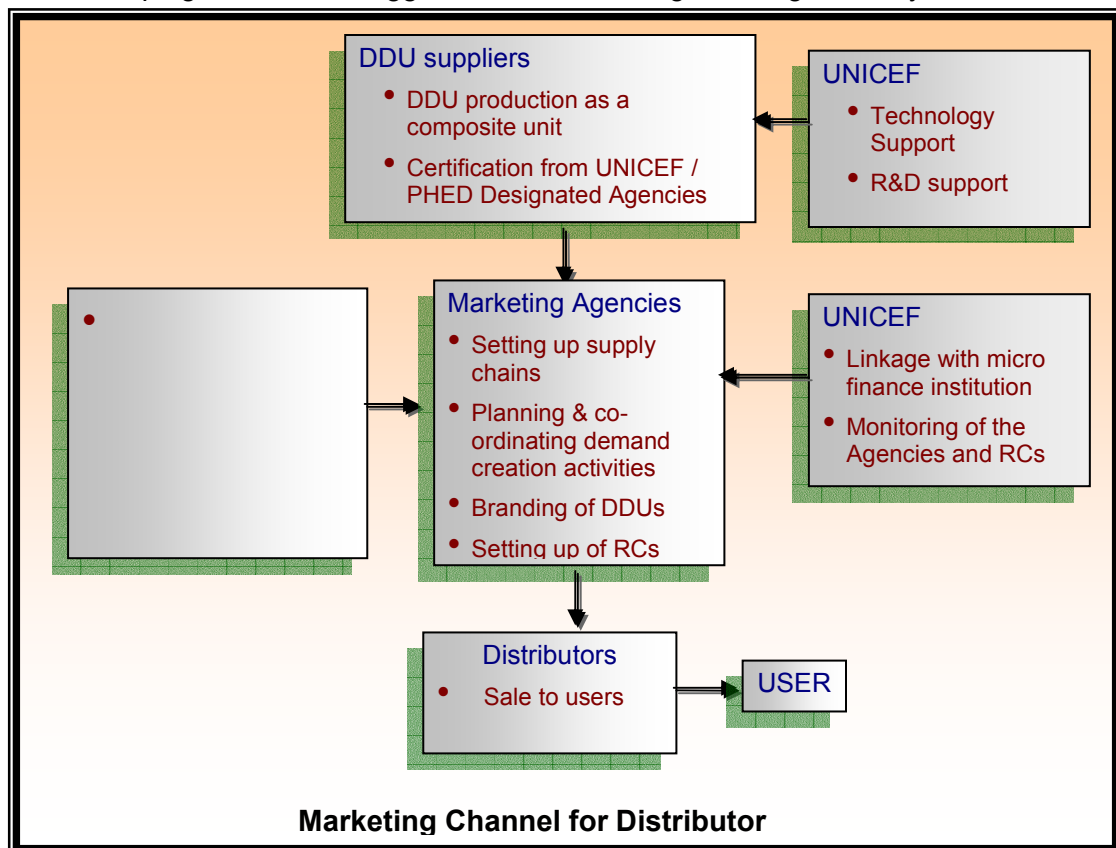 DDU suppliers
• DDU production as a
composite unit
• Certification from UNICEF /
PHED Designated Agencies
UNICEF
• Technology
Support
• R&D support
•
Marketing Agencies
• Setting up supply
chains
• Planning & co-
ordinating demand
creation activities
• Branding of DDUs
• Setting up of RCs
UNICEF
• Linkage with micro
finance institution
• Monitoring of the
Agencies and RCs
Distributors
• Sale to users
USER
Marketing Channel for Distributor